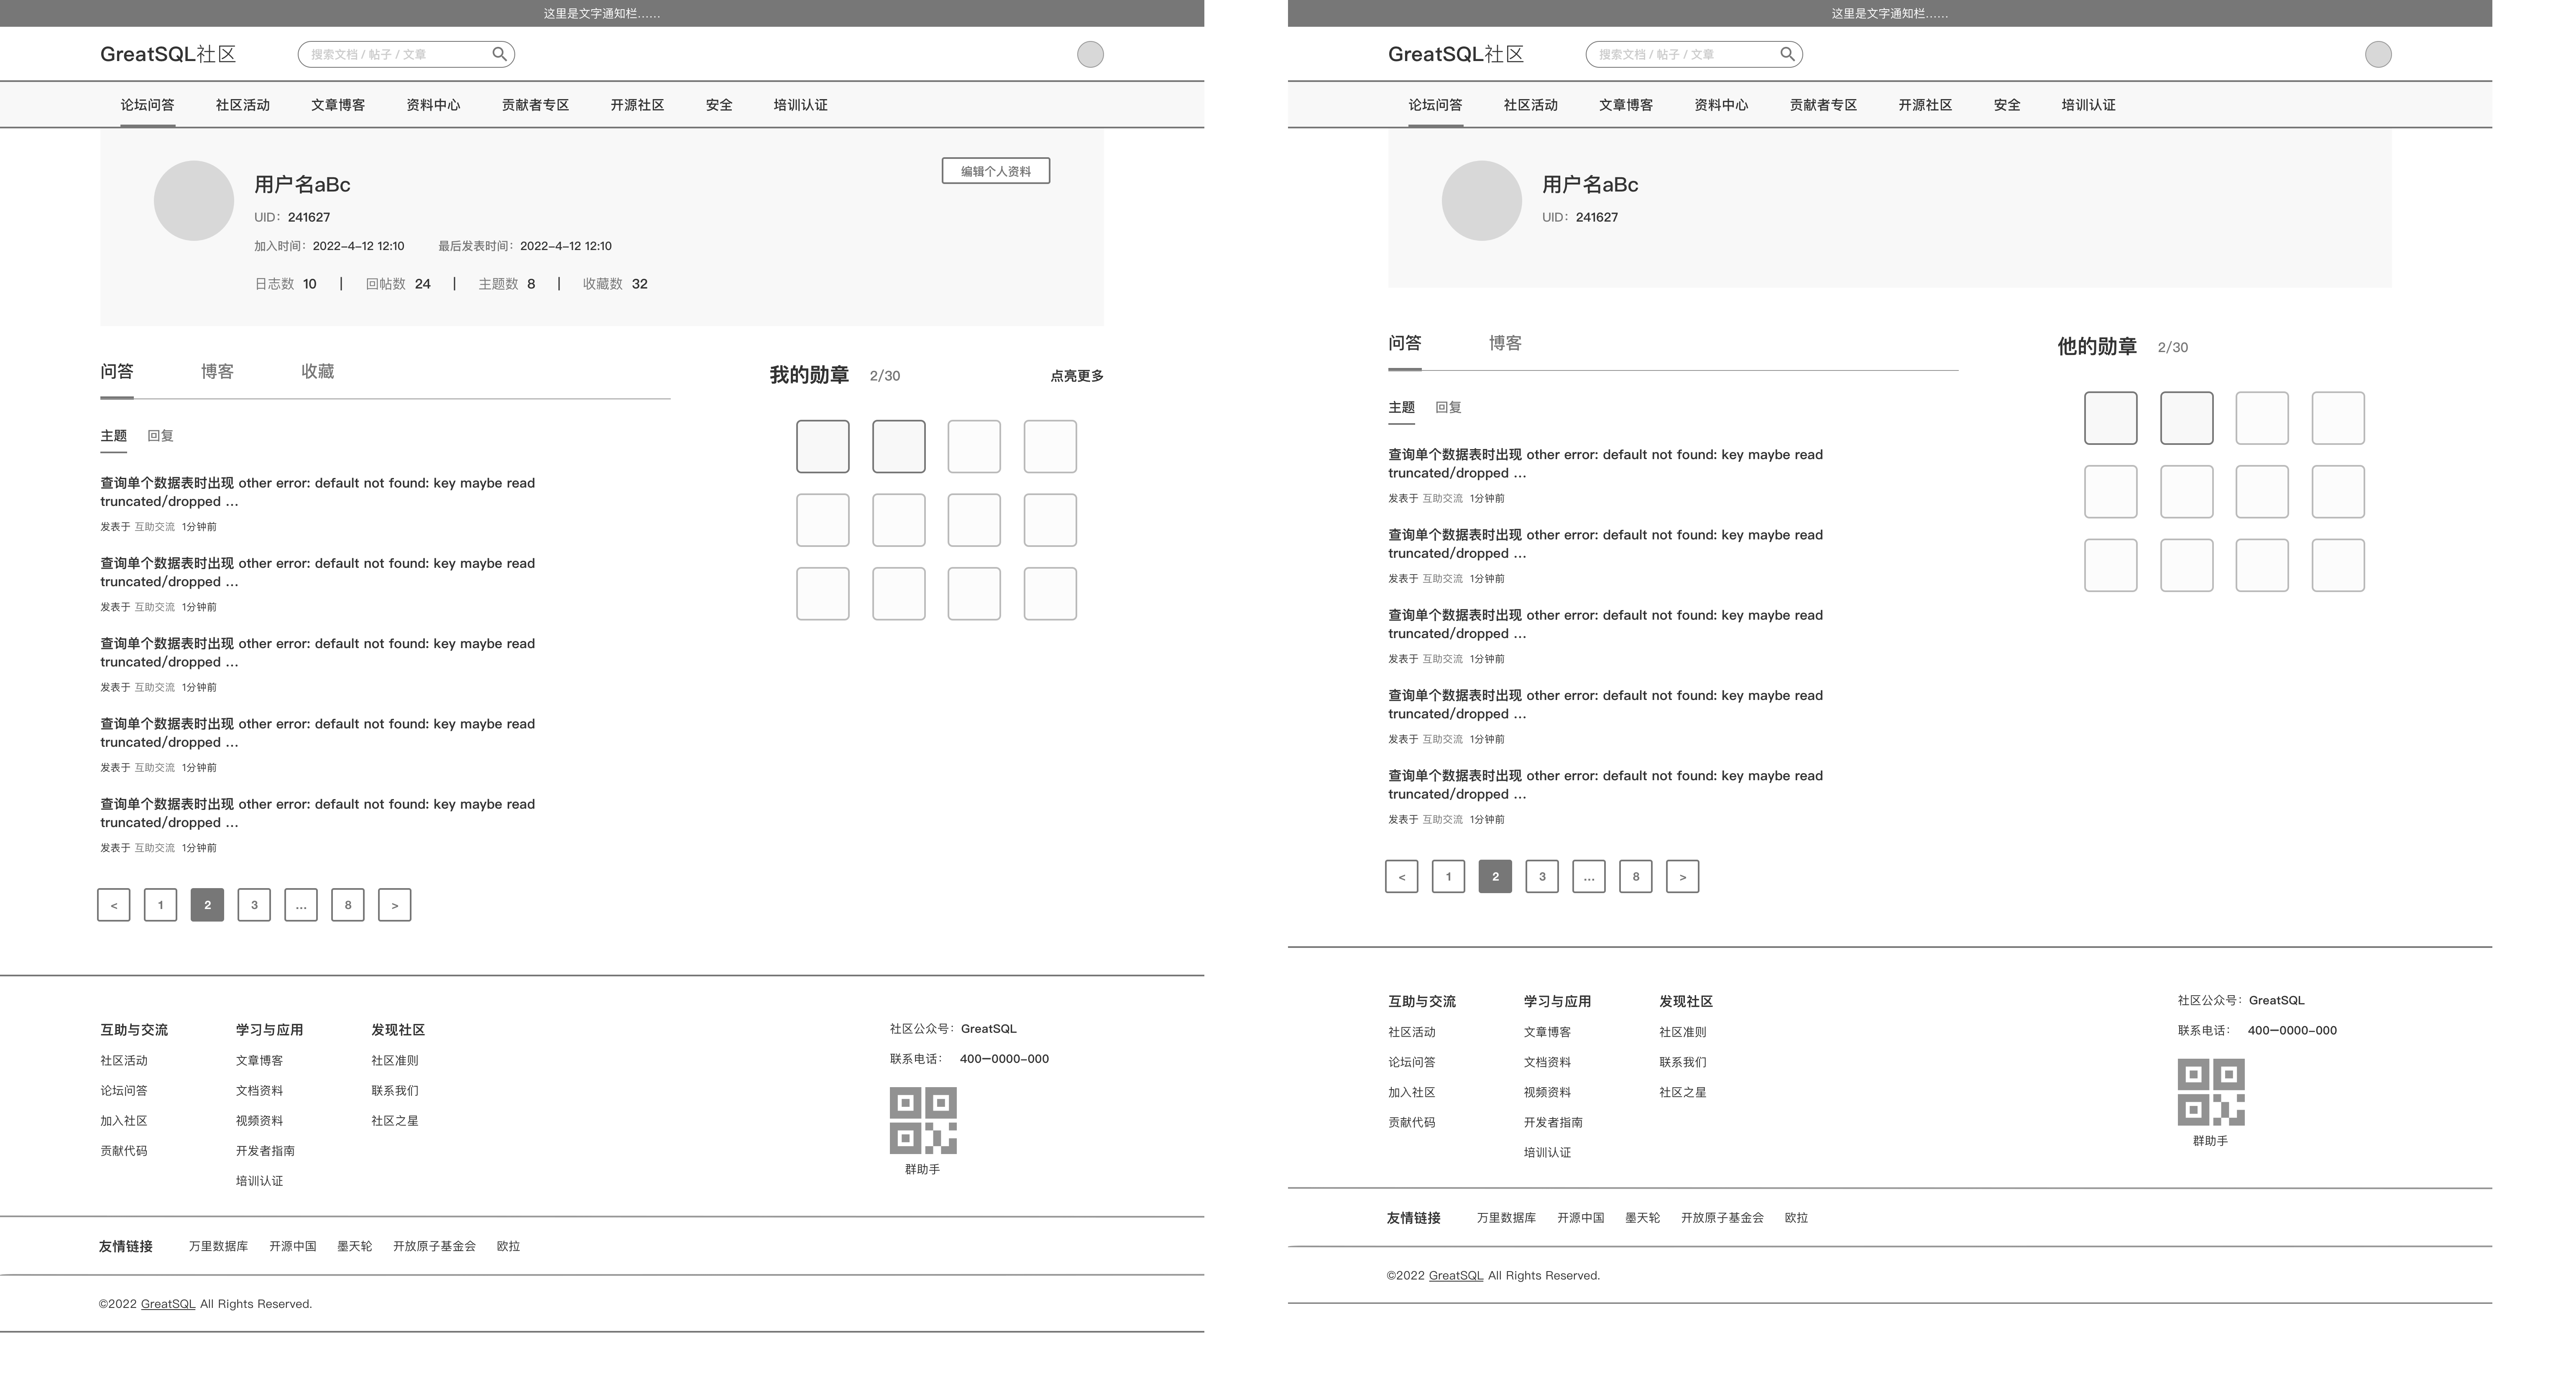 这里是文字通知栏……
GreatSQL社区
搜索文档 / 帖子 / 文章
论坛问答 社区活动 文章博客 资料中心 贡献者专区 开源社区 安全 培训认证
编辑个人资料
用户名aBc
UID: 241627
加入时间: 2022-4-12 12:10 最后发表时间: 2022-4-12 12:10
日志数 10 | 回帖数 24 | 主题数 8 | 收藏数 32
问答 博客 收藏
主题 回复
查询单个数据表时出现 other error: default not found: key maybe read
truncated/dropped ...
发表于 互助交流 1分钟前
查询单个数据表时出现 other error: default not found: key maybe read
truncated/dropped ...
发表于 互助交流 1分钟前
查询单个数据表时出现 other error: default not found: key maybe read
truncated/dropped ...
发表于 互助交流 1分钟前
查询单个数据表时出现 other error: default not found: key maybe read
truncated/dropped ...
发表于 互助交流 1分钟前
查询单个数据表时出现 other error: default not found: key maybe read
truncated/dropped ...
发表于 互助交流 1分钟前
< 1 2 3 ... 8 >
我的勋章 2/30 点亮更多
互助与交流
社区活动
论坛问答
加入社区
贡献代码
学习与应用
文章博客
文档资料
视频资料
开发者指南
培训认证
发现社区
社区准则
联系我们
社区之星
社区公众号: GreatSQL
联系电话: 400—0000-000
群助手
友情链接 万里数据库 开源中国 墨天轮 开放原子基金会 欧拉
©2022 GreatSQL All Rights Reserved.
这里是文字通知栏……
GreatSQL社区
搜索文档 / 帖子 / 文章
论坛问答 社区活动 文章博客 资料中心 贡献者专区 开源社区 安全 培训认证
用户名aBc
UID: 241627
问答 博客
主题 回复
查询单个数据表时出现 other error: default not found: key maybe read
truncated/dropped ...
发表于 互助交流 1分钟前
查询单个数据表时出现 other error: default not found: key maybe read
truncated/dropped ...
发表于 互助交流 1分钟前
查询单个数据表时出现 other error: default not found: key maybe read
truncated/dropped ...
发表于 互助交流 1分钟前
查询单个数据表时出现 other error: default not found: key maybe read
truncated/dropped ...
发表于 互助交流 1分钟前
查询单个数据表时出现 other error: default not found: key maybe read
truncated/dropped ...
发表于 互助交流 1分钟前
< 1 2 3 ... 8 >
他的勋章 2/30
互助与交流
社区活动
论坛问答
加入社区
贡献代码
学习与应用
文章博客
文档资料
视频资料
开发者指南
培训认证
发现社区
社区准则
联系我们
社区之星
社区公众号: GreatSQL
联系电话: 400—0000-000
群助手
友情链接 万里数据库 开源中国 墨天轮 开放原子基金会 欧拉
©2022 GreatSQL All Rights Reserved.